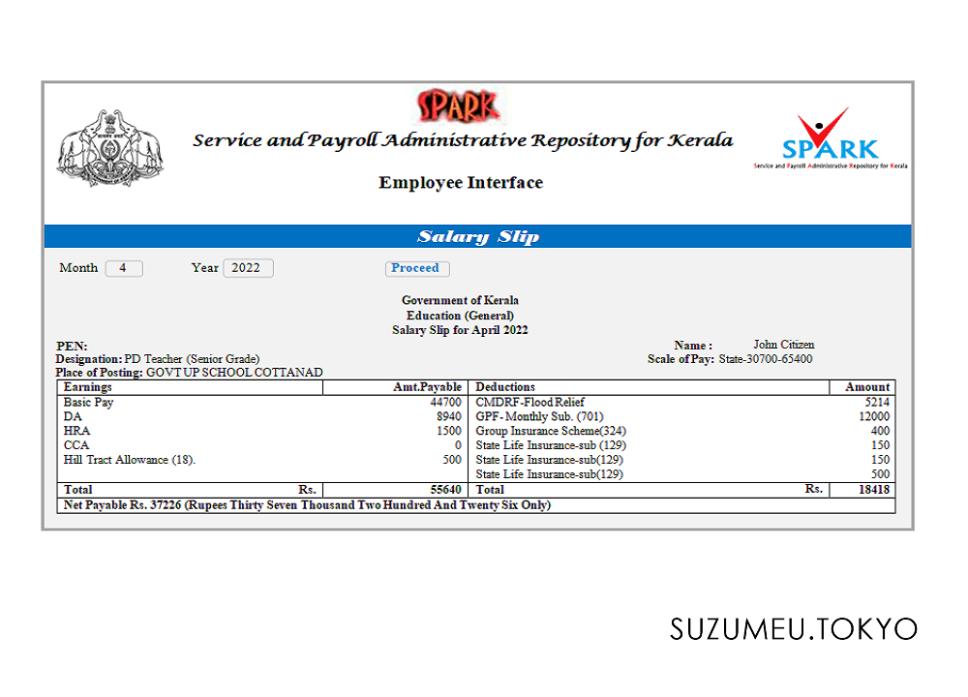 SPARK
Service and Payroll Administrative Repository for Kerala
SPARK
Service and Payroll Administrative Repository for Kerala
Employee Interface
Salary Slip
Month 4 Year 2022 Proceed
Government of Kerala
Education (General)
Salary Slip for April 2022
PEN: Name : John Citizen
Designation: PD Teacher (Senior Grade) Scale of Pay: State-30700-65400
Place of Posting: GOVT UP SCHOOL COTTANAD
Earnings Amt.Payable Deductions Amount
Basic Pay 44700 CMDRF-Flood Relief 5214
DA 8940 GPF- Monthly Sub. (701) 12000
HRA 1500 Group Insurance Scheme(324) 400
CCA 0 State Life Insurance-sub (129) 150
Hill Tract Allowance (18). 500 State Life Insurance-sub(129) 150
State Life Insurance-sub(129) 500
Total Rs. 55640 Total Rs. 18418
Net Payable Rs. 37226 (Rupees Thirty Seven Thousand Two Hundred And Twenty Six Only)
SUZUMEU.TOKYO